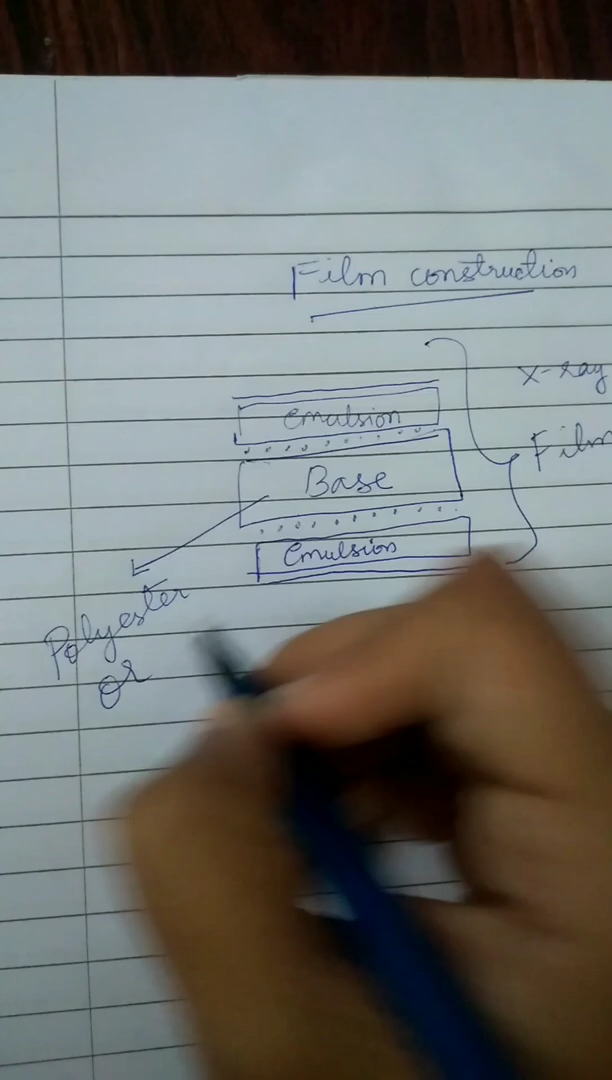 Film construction
x-ray
Film
emulsion
Base
emulsion
Polyester
or